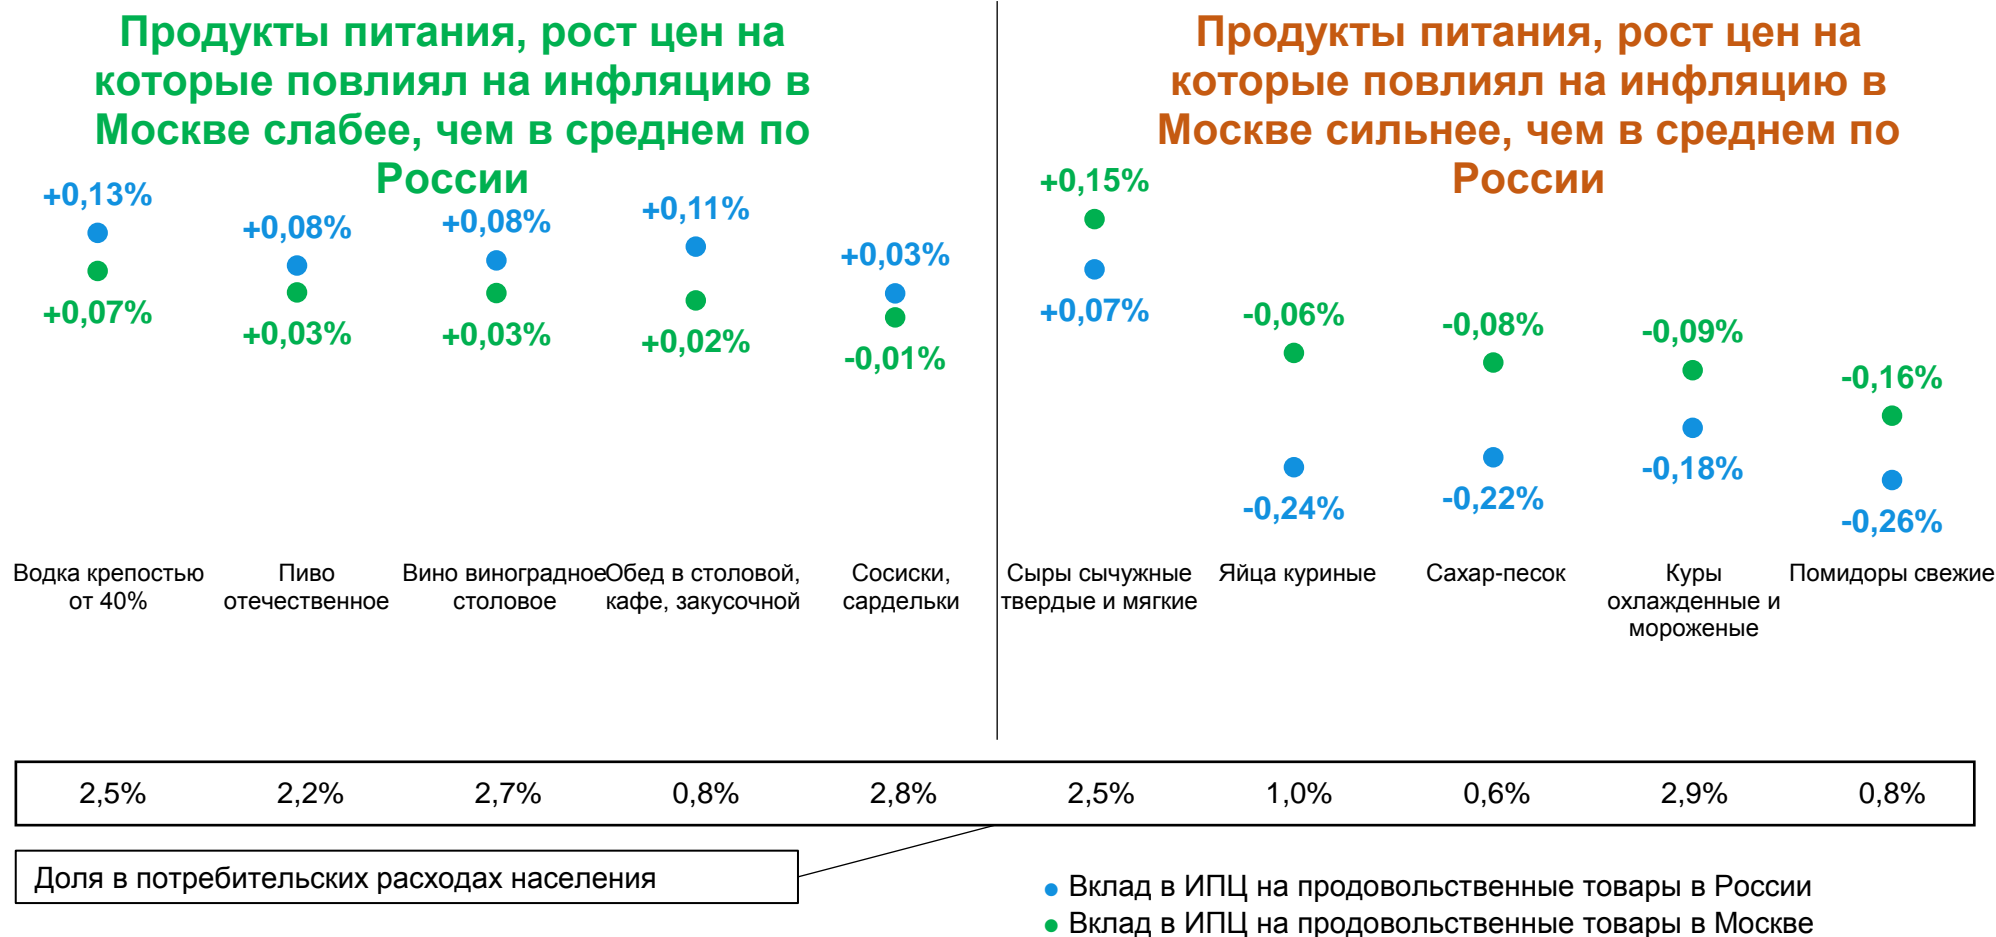 Продукты питания, рост цен на
которые повлиял на инфляцию в
Москве слабее, чем в среднем по
России
Продукты питания, рост цен на
которые повлиял на инфляцию в
Москве сильнее, чем в среднем по
России
+0,13%
+0,07%
+0,08%
+0,03%
+0,08%
+0,03%
+0,11%
+0,02%
+0,03%
-0,01%
+0,15%
+0,07%
-0,06%
-0,24%
-0,08%
-0,22%
-0,09%
-0,18%
-0,16%
-0,26%
Водка крепостью
от 40%
Пиво
отечественное
Вино виноградное
столовое
Обед в столовой,
кафе, закусочной
Сосиски,
сардельки
Сыры сычужные
твердые и мягкие
Яйца куриные
Сахар-песок
Куры
охлажденные и
мороженые
Помидоры свежие
2,5% 2,2% 2,7% 0,8% 2,8% 2,5% 1,0% 0,6% 2,9% 0,8%
Доля в потребительских расходах населения
Вклад в ИПЦ на продовольственные товары в России
Вклад в ИПЦ на продовольственные товары в Москве